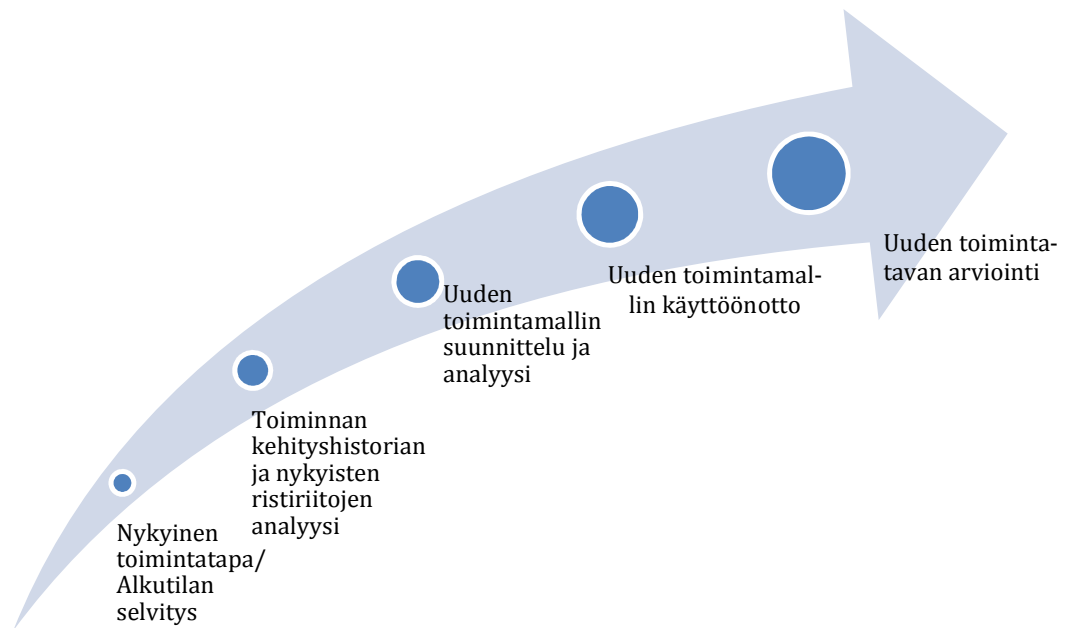 Nykyinen
toimintatapa/
Alkutilan
selvitys
Toiminnan
kehityshistorian
ja nykyisten
ristiriitojen
analyysi
Uuden
toimintamallin
suunnittelu ja
analyysi
Uuden toimintamal-
lin käyttöönotto
Uuden toiminta-
tavan arviointi